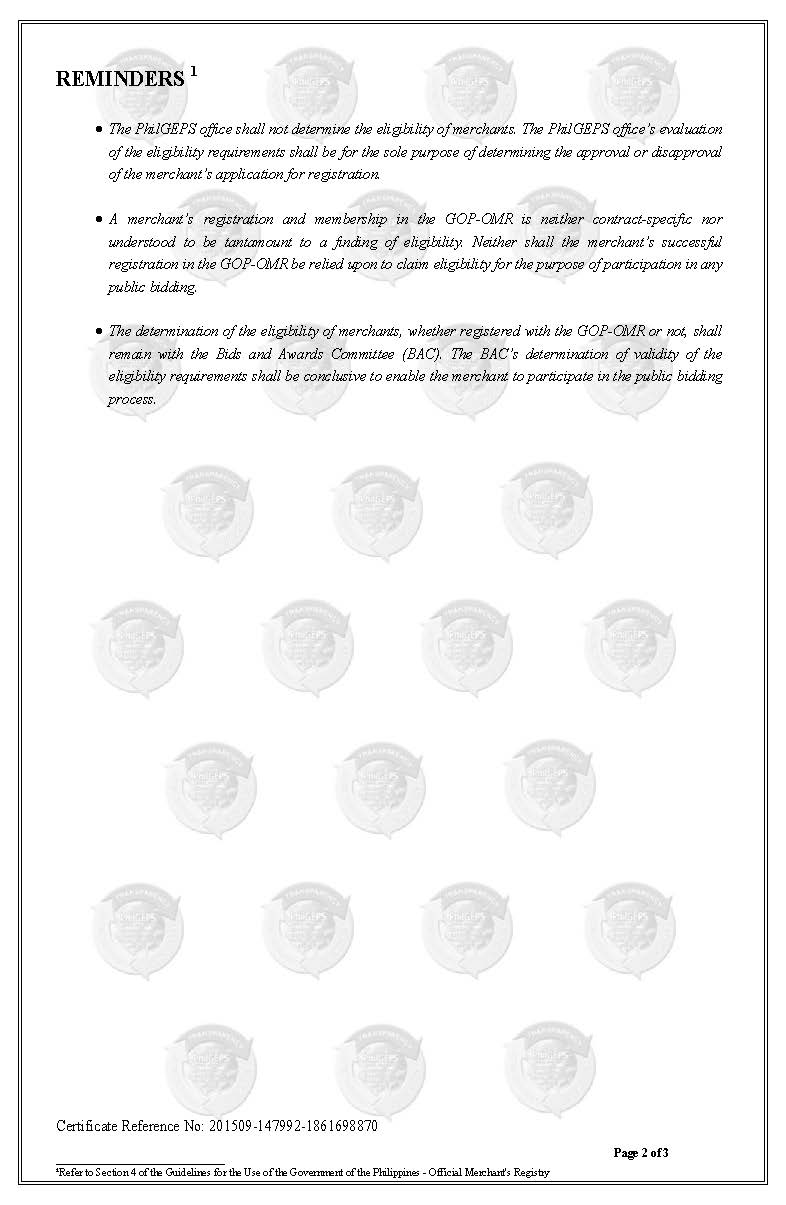 REMINDERS ¹
• The PhilGEPS office shall not determine the eligibility of merchants. The PhilGEPS office's evaluation
of the eligibility requirements shall be for the sole purpose of determining the approval or disapproval
of the merchant's application for registration.
• A merchant's registration and membership in the GOP-OMR is neither contract-specific nor
understood to be tantamount to a finding of eligibility. Neither shall the merchant's successful
registration in the GOP-OMR be relied upon to claim eligibility for the purpose of participation in any
public bidding.
• The determination of the eligibility of merchants, whether registered with the GOP-OMR or not, shall
remain with the Bids and Awards Committee (BAC). The BAC's determination of validity of the
eligibility requirements shall be conclusive to enable the merchant to participate in the public bidding
process.
Certificate Reference No: 201509-147992-1861698870
Page 2 of 3
¹Refer to Section 4 of the Guidelines for the Use of the Government of the Philippines - Official Merchant's Registry